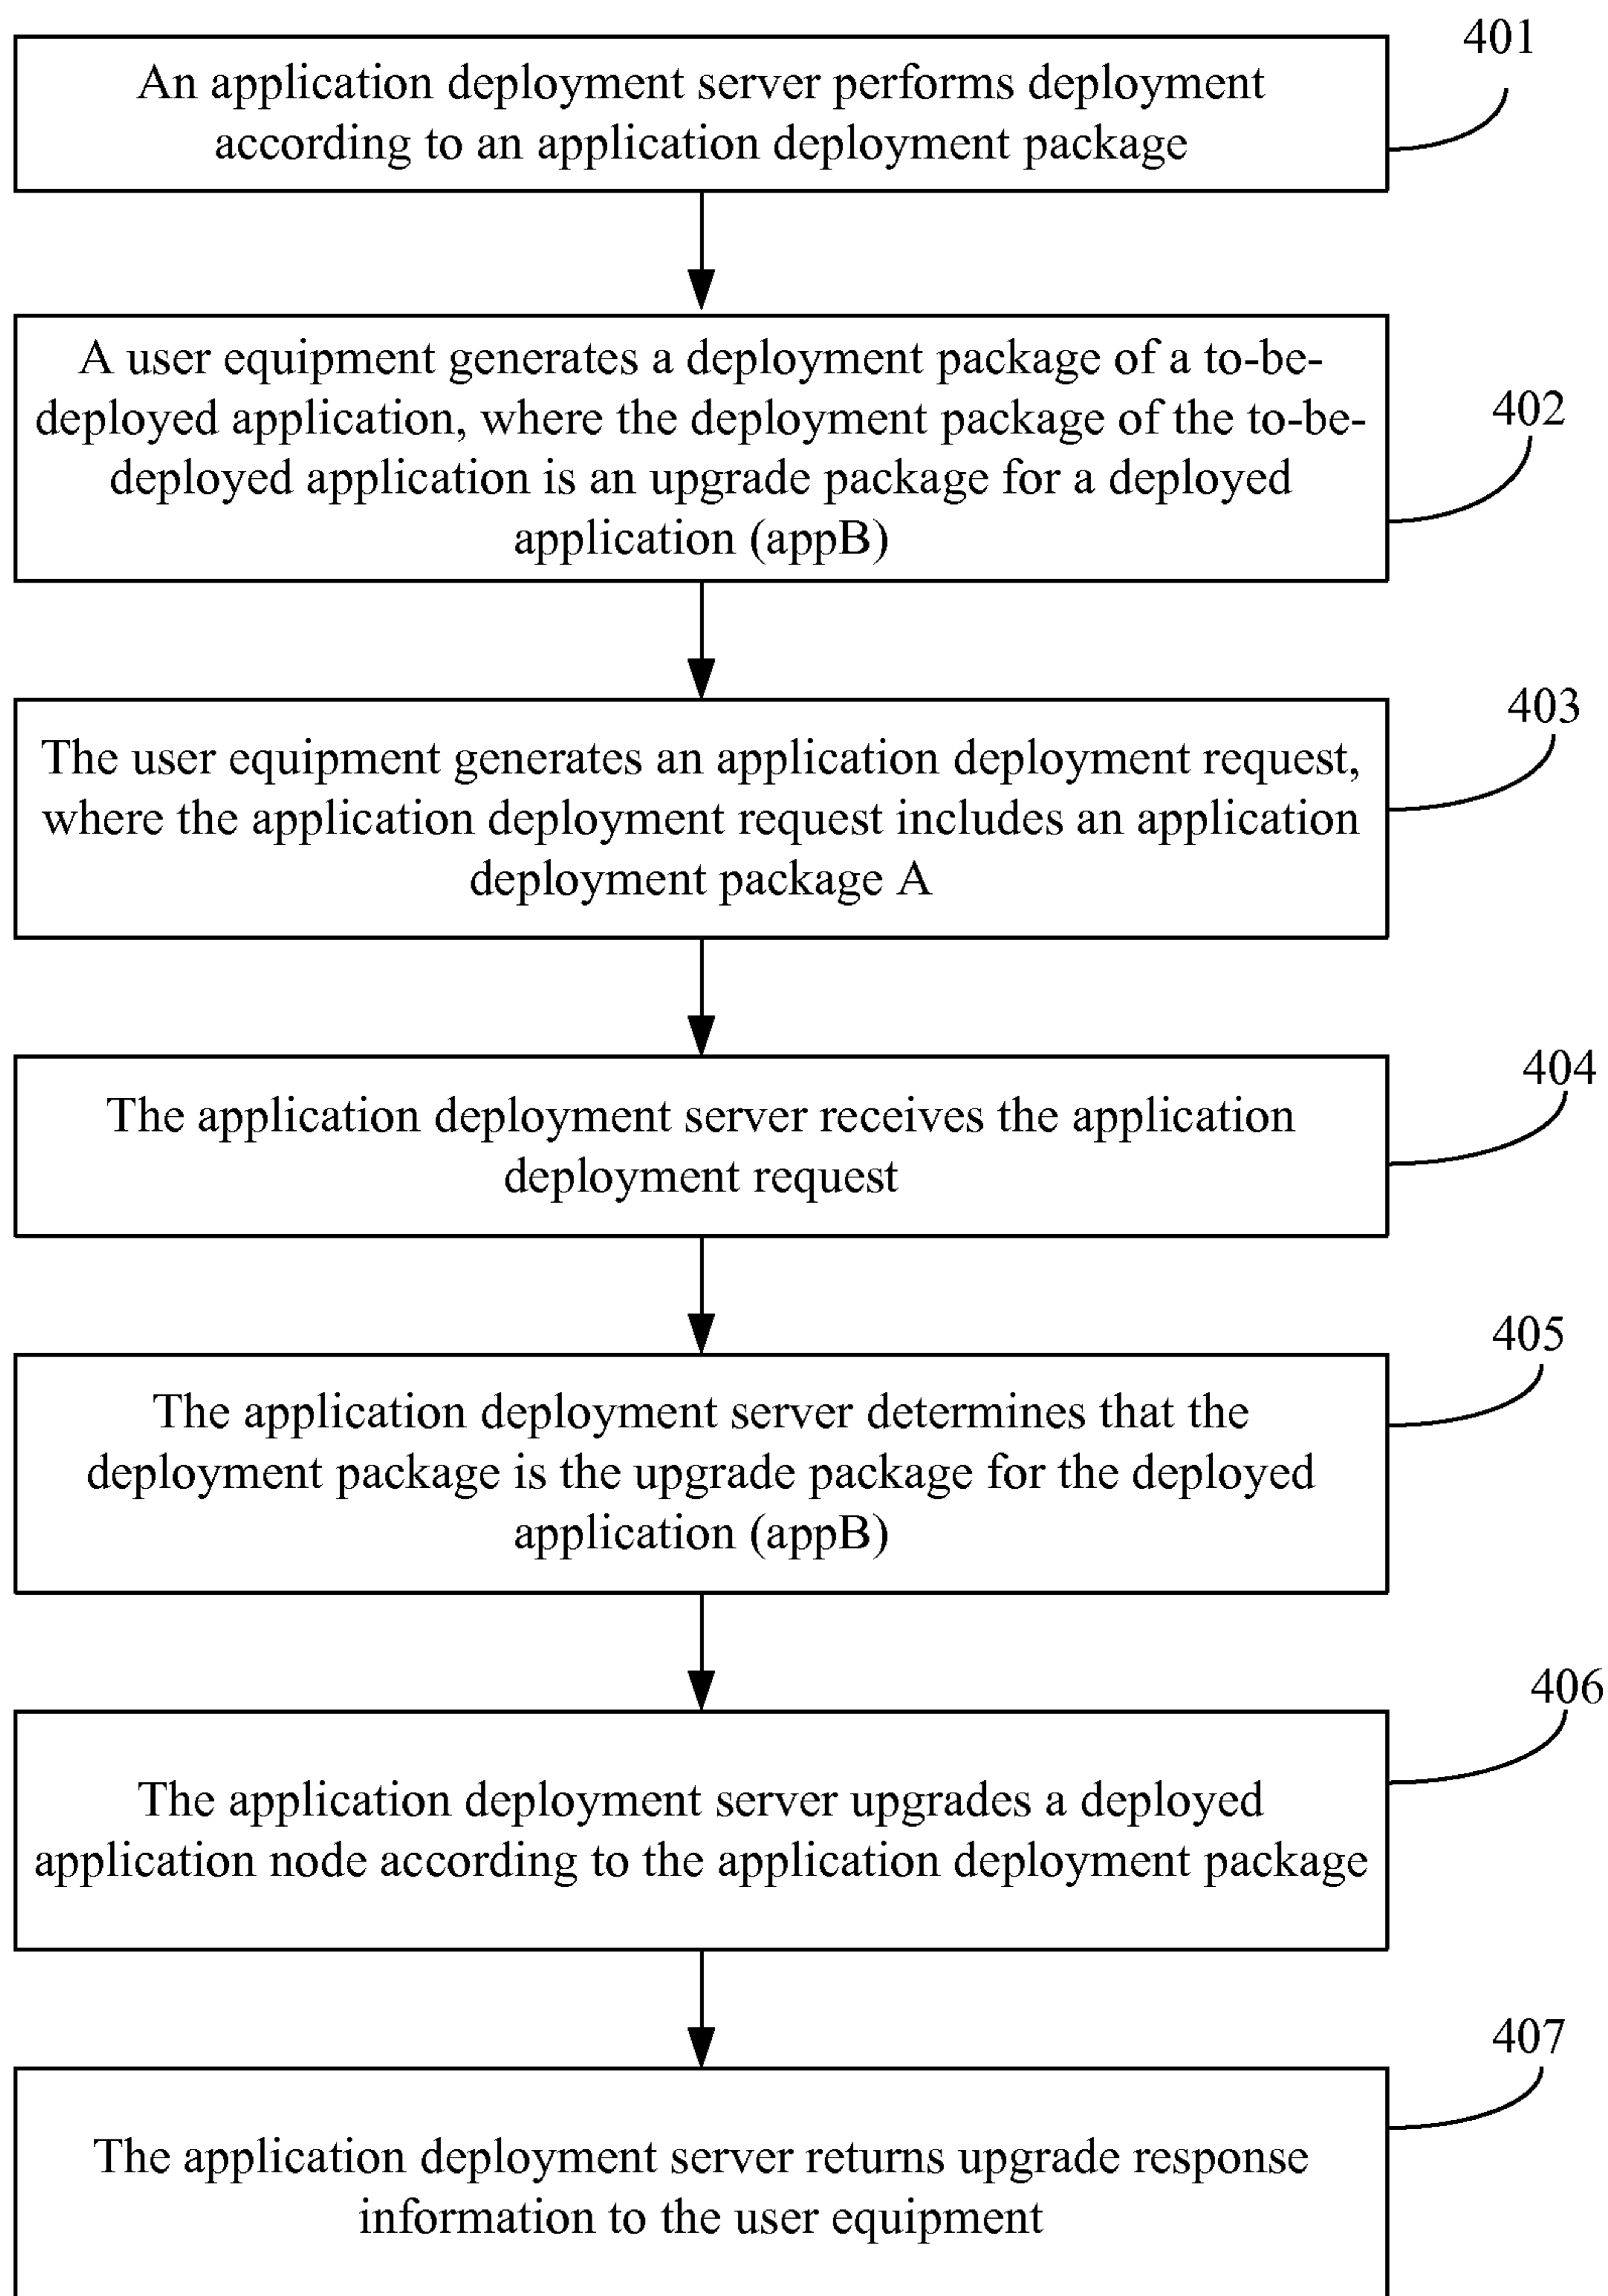 401
An application deployment server performs deployment
according to an application deployment package
A user equipment generates a deployment package of a to-be-
deployed application, where the deployment package of the to-be-
deployed application is an upgrade package for a deployed
application (appB)
402
403
The user equipment generates an application deployment request,
where the application deployment request includes an application
deployment package A
404
The application deployment server receives the application
deployment request
405
The application deployment server determines that the
deployment package is the upgrade package for the deployed
application (appB)
406
The application deployment server upgrades a deployed
application node according to the application deployment package
407
The application deployment server returns upgrade response
information to the user equipment